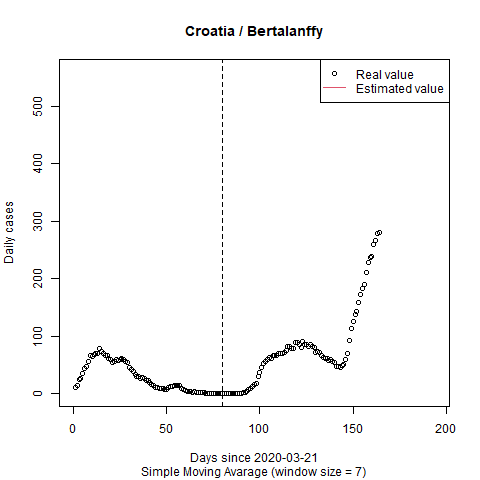 Croatia / Bertalanffy
Real value
Estimated value
Daily cases
500
400
300
200
100
0
0
50
100
150
200
Days since 2020-03-21
Simple Moving Avarage (window size = 7)